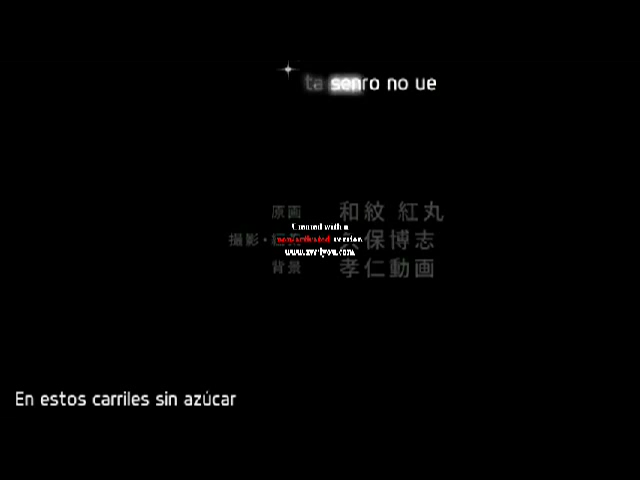 ta senro no ue
原画 和紋 紅丸
撮影・ 保博志
背景 孝仁動画
version
En estos carriles sin azúcar